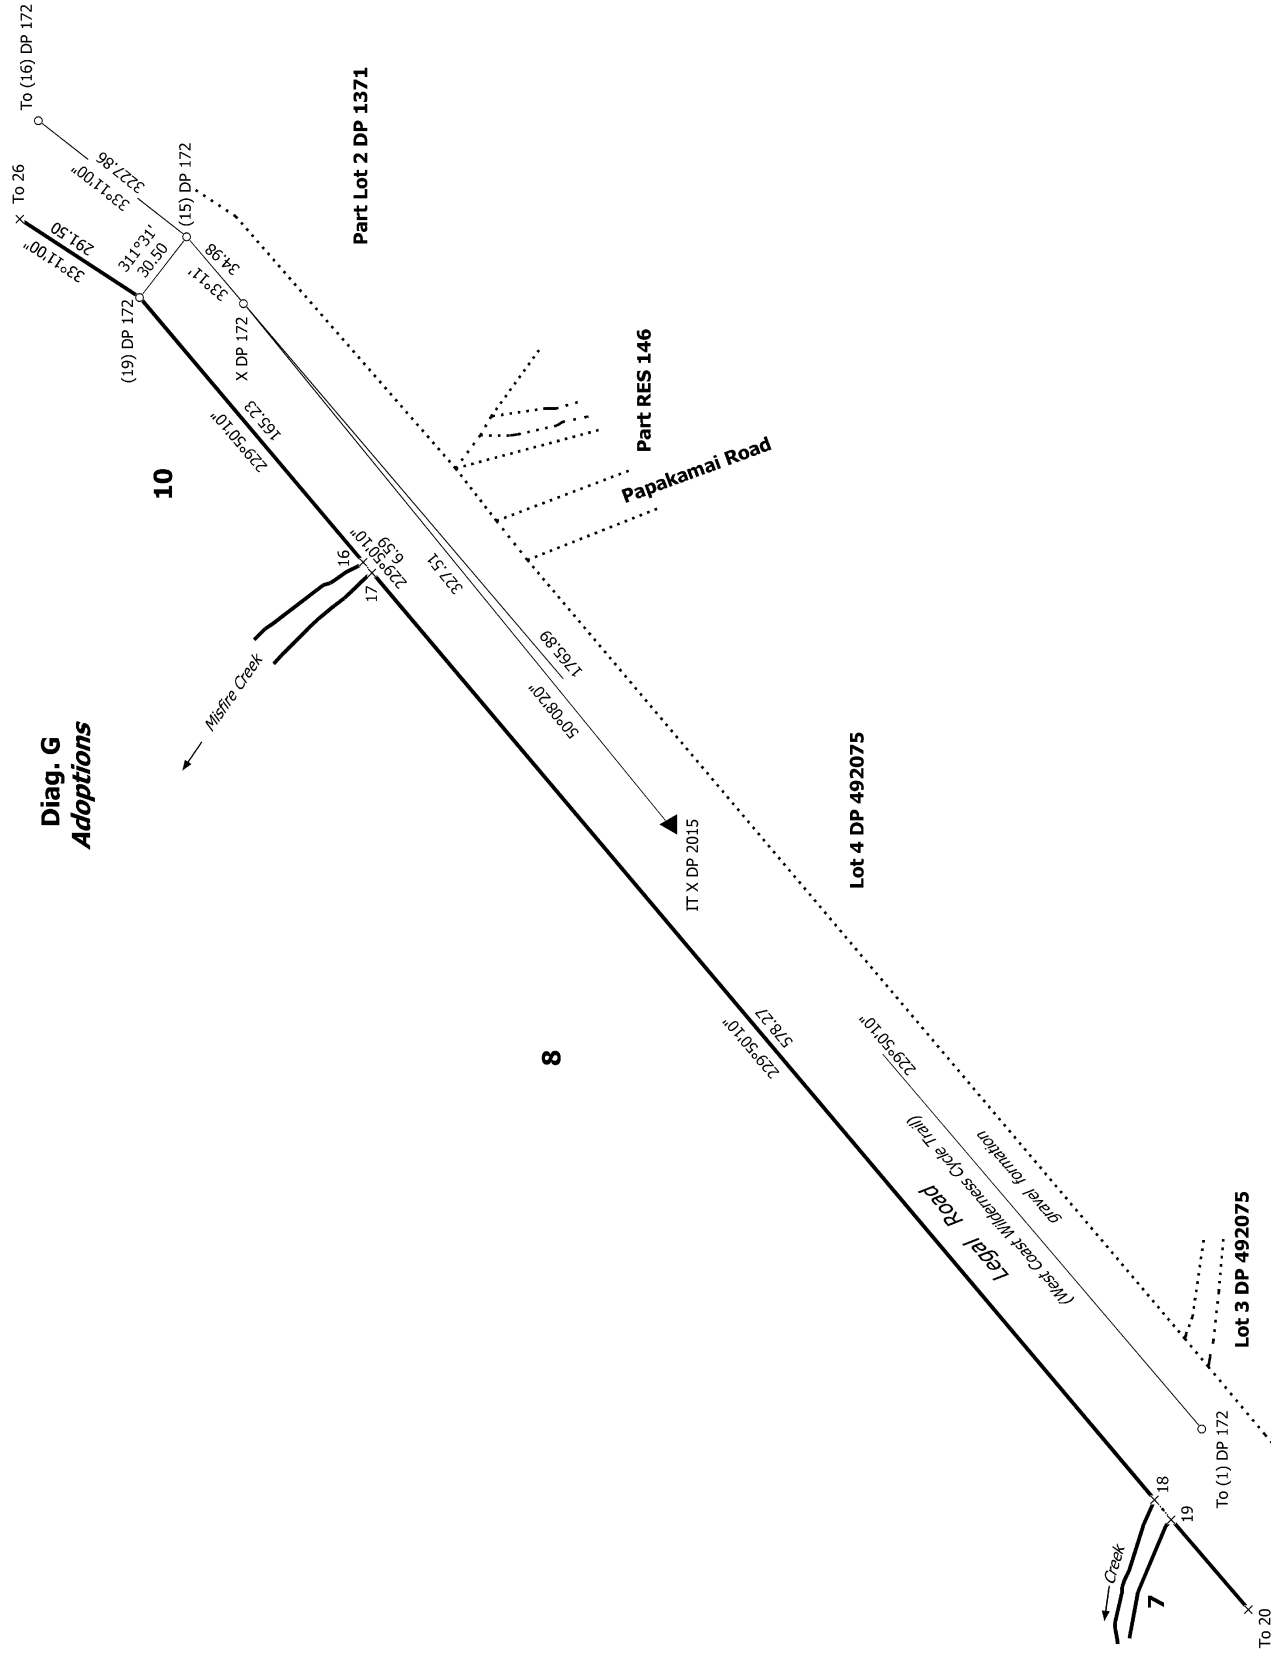 Diag. G
Adoptions
To (16) DP 172
To 26
3227.86
33°11'00"
(15) DP 172
291.50
33°11'00"
311°31'
30.50
(19) DP 172
34.98
33°11'
X DP 172
Part Lot 2 DP 1371
Part RES 146
Papakamai Road
165.23
229°50'10"
10
16
17
229°50'10"
6.59
Misfire Creek
327.51
1765.89
50°08'20"
IT X DP 2015
Lot 4 DP 492075
8
578.27
229°50'10"
229°50'10"
Legal Road
(West Coast Wilderness Cycle Trail)
gravel formation
Lot 3 DP 492075
To (1) DP 172
18
19
Creek
7
To 20